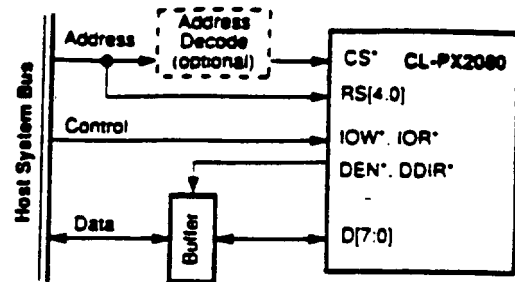 Host System Bus
Address
Address
Decode
(optional)
CS* CL-PX2080
RS[4.0]
Control
IOW*, IOR*
DEN*, DDIR*
Data
Buffer
D[7:0]